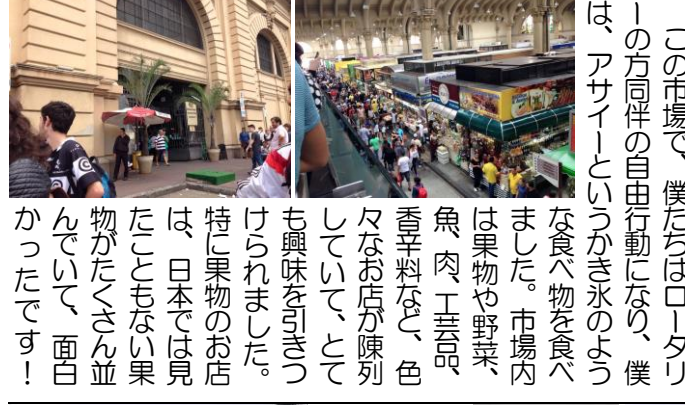 この市場で、僕たちはロータリ
ーの方同伴の自由行動になり、僕
は、アサイーというかき氷のよう
な食べ物を食べ
ました。市場内
は果物や野菜、
魚、肉、工芸品、
香辛料など、色
々なお店が陳列
していて、とて
も興味を引きつ
けられました。
特に果物のお店
は、日本では見
たこともない果
物がたくさん並
んでいて、面白
かったです！